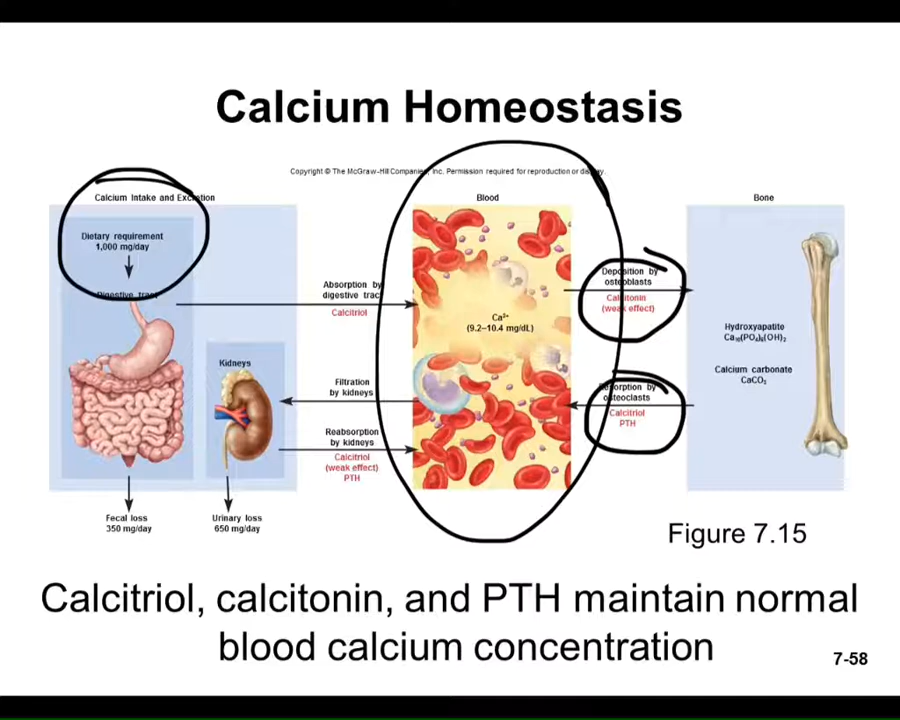 Calcium Homeostasis
Copyright © The McGraw-Hill Companies, Inc. Permission required for reproduction or display.
Calcium Intake and Excretion
Blood
Bone
Dietary requirement
1,000 mg/day
Digestive tract
Absorption by
digestive tract
Calcitriol
Deposition by
osteoblasts
Calcitonin
(weak effect)
Ca²⁺
(9.2–10.4 mg/dL)
Hydroxyapatite
Ca₁₀(PO₄)₆(OH)₂
Calcium carbonate
CaCO₃
Kidneys
Filtration
by kidneys
Resorption by
osteoclasts
Calcitriol
PTH
Reabsorption
by kidneys
Calcitriol
(weak effect)
PTH
Fecal loss
350 mg/day
Urinary loss
650 mg/day
Figure 7.15
Calcitriol, calcitonin, and PTH maintain normal
blood calcium concentration
7-58